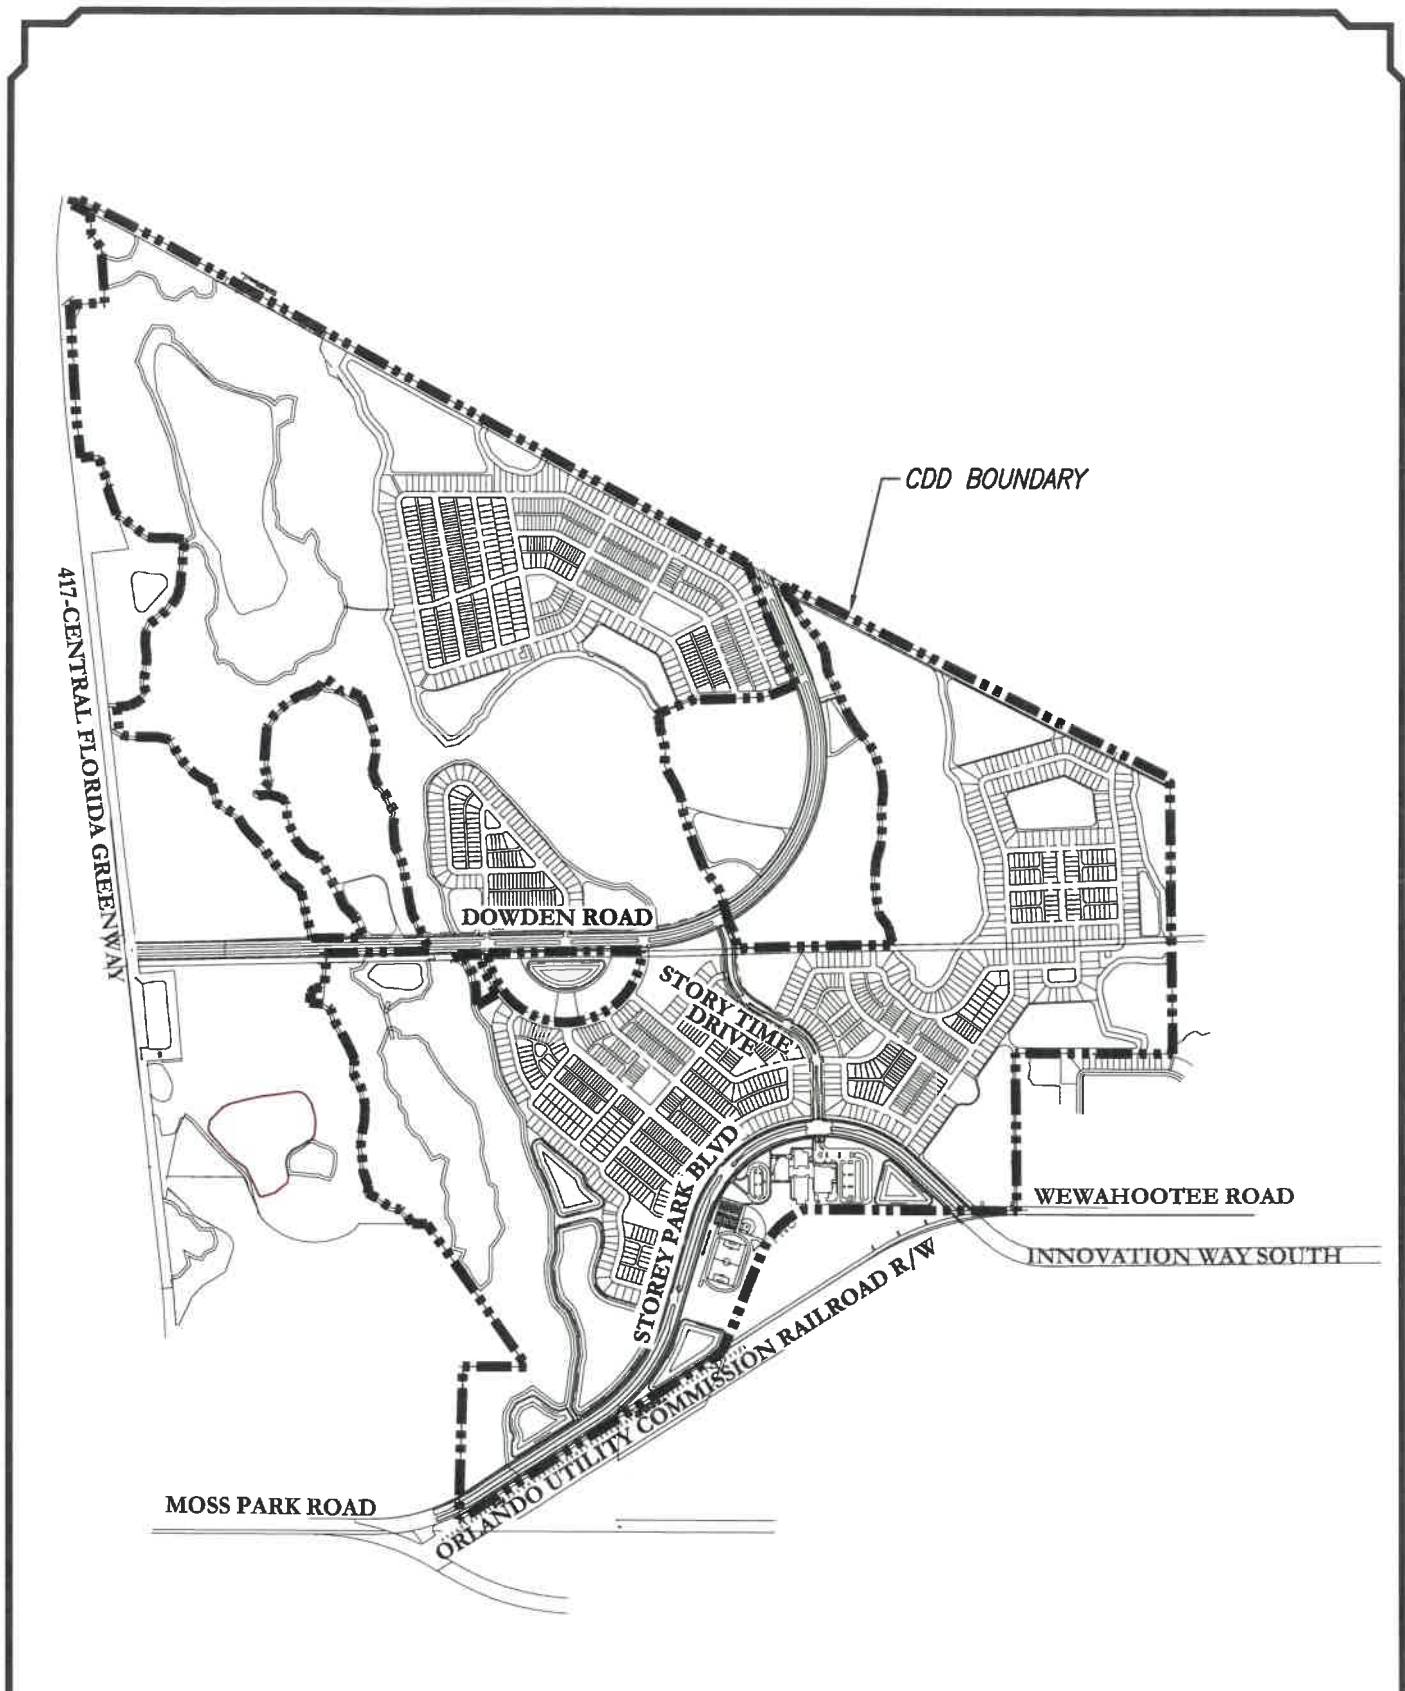 CDD BOUNDARY
417-CENTRAL FLORIDA GREENWAY
DOWDEN ROAD
STORY TIME
DRIVE
STOREY PARK BLVD
WEWAHOOTEE ROAD
INNOVATION WAY SOUTH
ORLANDO UTILITY COMMISSION RAILROAD R/W
MOSS PARK ROAD